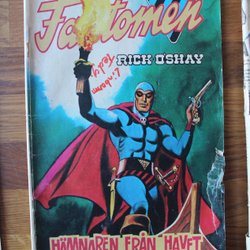 Fantomen
RICK O'SHAY
HÄMNAREN FRÅN HAVET